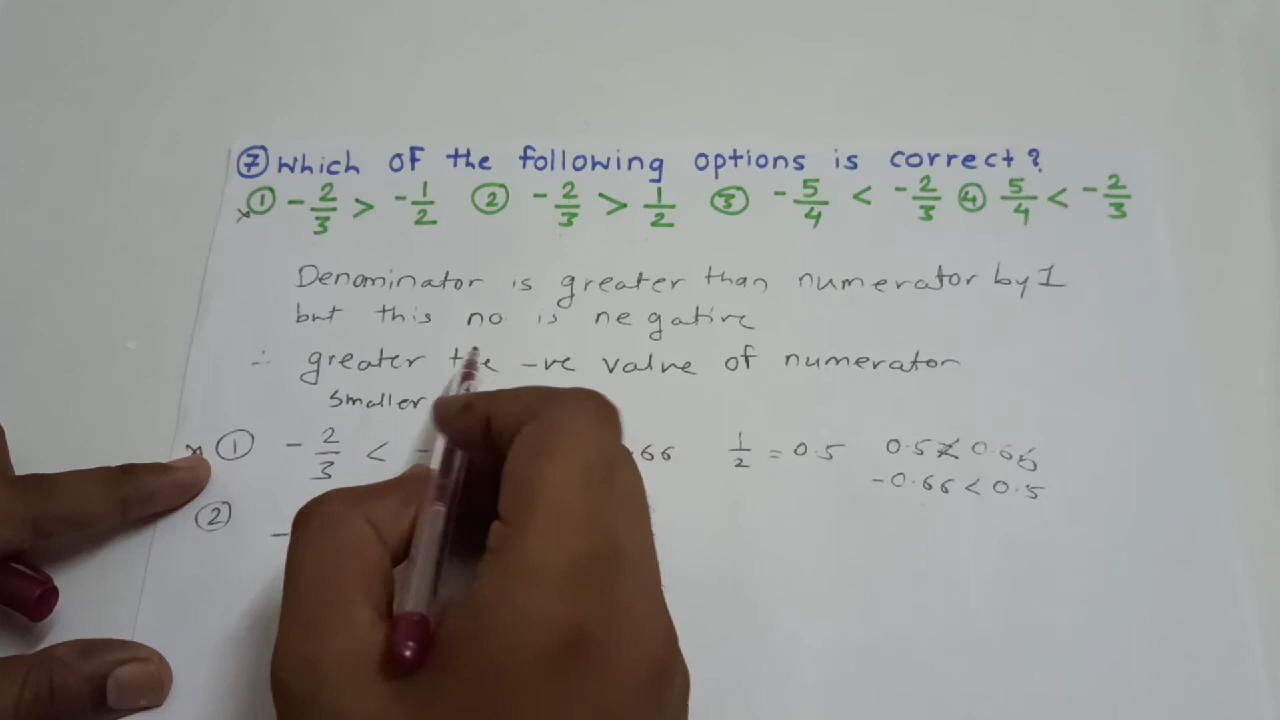 ⑦ Which of the following options is correct?
× ① -2/3 > -1/2 ② -2/3 > 1/2 ③ -5/4 < -2/3 ④ 5/4 < -2/3
Denominator is greater than numerator by 1
but this no is negative
∴ greater the -ve value of numerator
smaller
× ① -2/3 < - .66 1/2 = 0.5 0.5 < 0.66
-0.66 < 0.5
② -